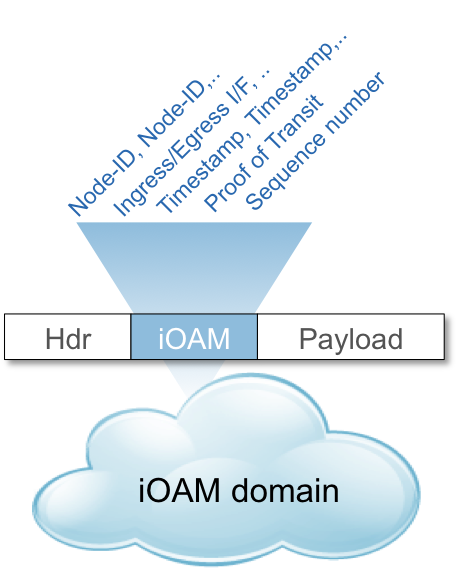 Node-ID, Node-ID,..
Ingress/Egress I/F, ..
Timestamp, Timestamp,..
Proof of Transit
Sequence number
Hdr
iOAM
Payload
iOAM domain